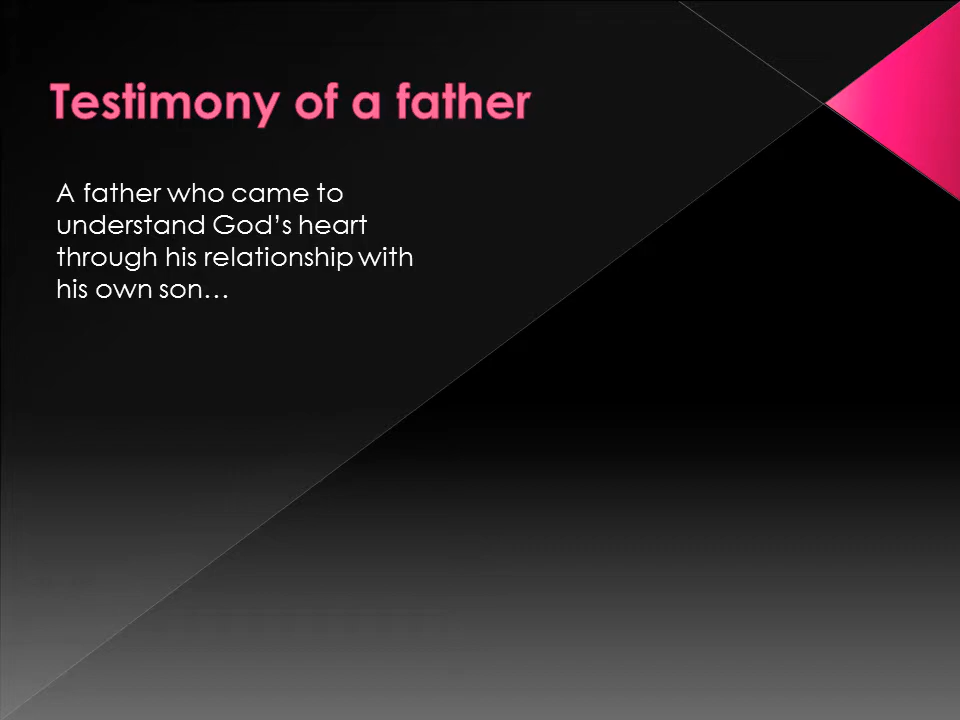 Testimony of a father
A father who came to
understand God’s heart
through his relationship with
his own son…